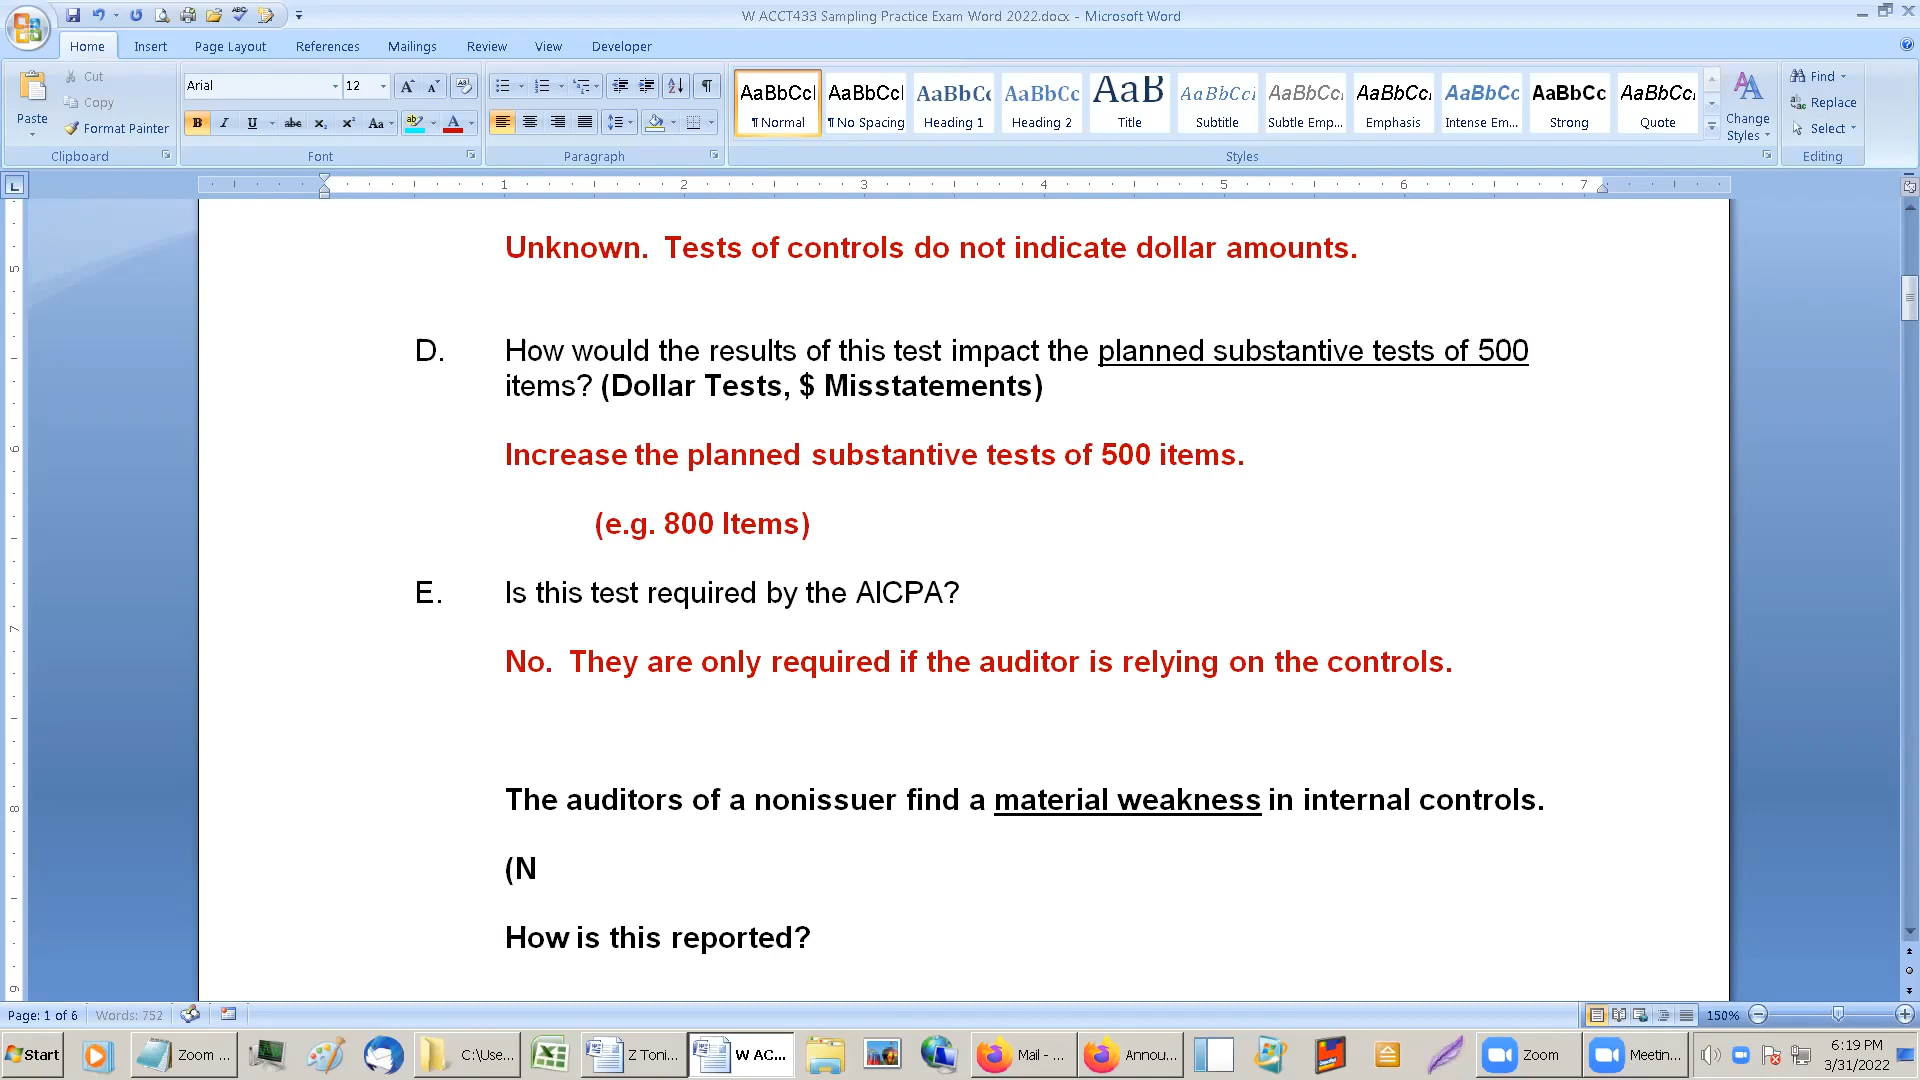 W ACCT433 Sampling Practice Exam Word 2022.docx - Microsoft Word
Home Insert Page Layout References Mailings Review View Developer
Paste Cut Copy Format Painter
Clipboard
Arial 12
Font
Paragraph
AaBbCcI AaBbCcI AaBbCc AaBbCc AaB AaBbCcI AaBbCcI AaBbCcI AaBbCc AaBbCc AaBbCcI
¶ Normal ¶ No Spacing Heading 1 Heading 2 Title Subtitle Subtle Emp... Emphasis Intense Em... Strong Quote
Change Styles
Styles
Find
Replace
Select
Editing
1 2 3 4 5 6 7
Unknown. Tests of controls do not indicate dollar amounts.
D. How would the results of this test impact the planned substantive tests of 500
items? (Dollar Tests, $ Misstatements)
Increase the planned substantive tests of 500 items.
(e.g. 800 Items)
E. Is this test required by the AICPA?
No. They are only required if the auditor is relying on the controls.
The auditors of a nonissuer find a material weakness in internal controls.
(N
How is this reported?
Page: 1 of 6 Words: 752 150%
Start Zoom ... C:\Use... Z Toni... W AC... Mail - ... Annou... Zoom Meetin... 6:19 PM
3/31/2022